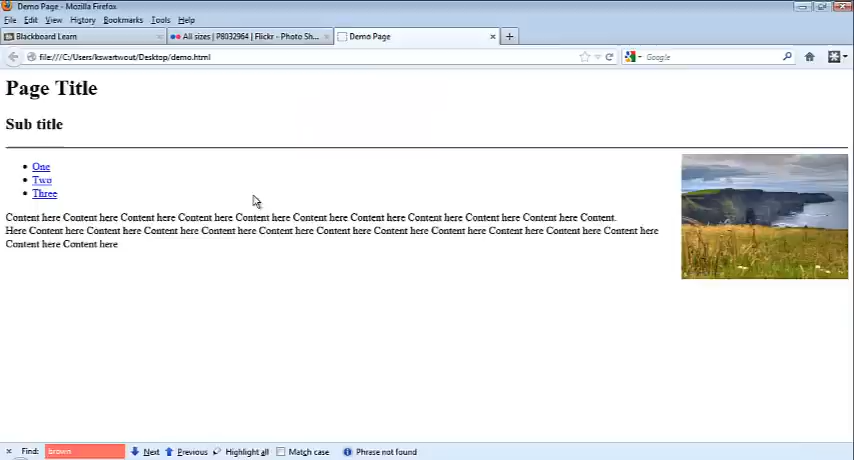 Demo Page - Mozilla Firefox
File Edit View History Bookmarks Tools Help
Blackboard Learn
All sizes | P8032964 | Flickr - Photo Sh...
Demo Page
file:///C:/Users/kswartwout/Desktop/demo.html
Google
Page Title
Sub title
One
Two
Three
Content here Content here Content here Content here Content here Content here Content here Content here Content here Content here Content.
Here Content here Content here Content here Content here Content here Content here Content here Content here Content here Content here Content here
Content here Content here
Find: brown Next Previous Highlight all Match case Phrase not found